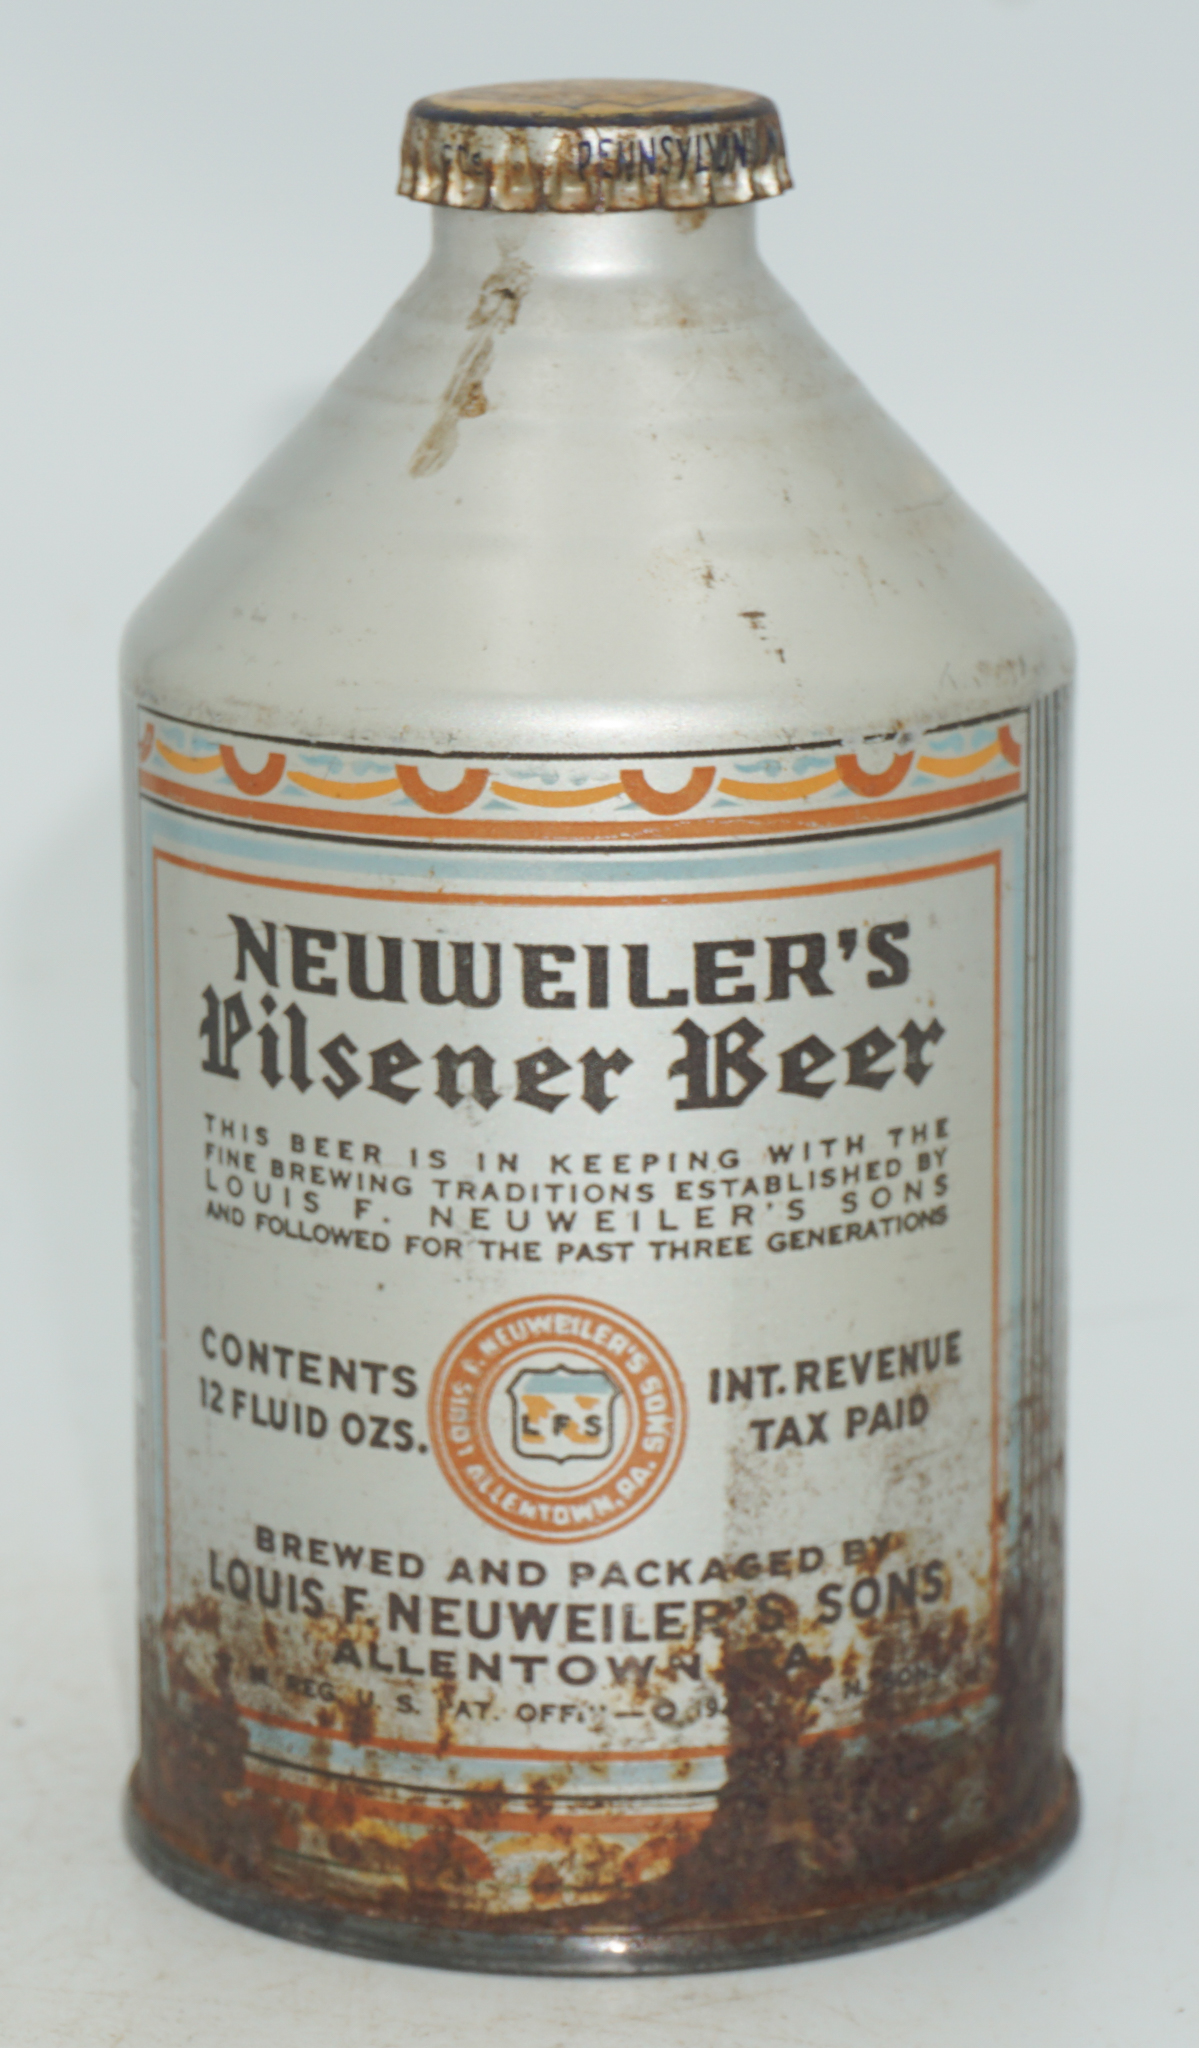 PENNSYLVAN
NEUWEILER'S
Pilsener Beer
THIS BEER IS IN KEEPING WITH THE
FINE BREWING TRADITIONS ESTABLISHED BY
LOUIS F. NEUWEILER'S SONS
AND FOLLOWED FOR THE PAST THREE GENERATIONS
CONTENTS
12 FLUID OZS.
LOUIS F. NEUWEILER'S SONS.
ALLENTOWN, PA.
L F S
INT. REVENUE
TAX PAID
BREWED AND PACKAGED BY
LOUIS F. NEUWEILER'S SONS
ALLENTOWN PA.
REG. U. S. PAT. OFF. — ©